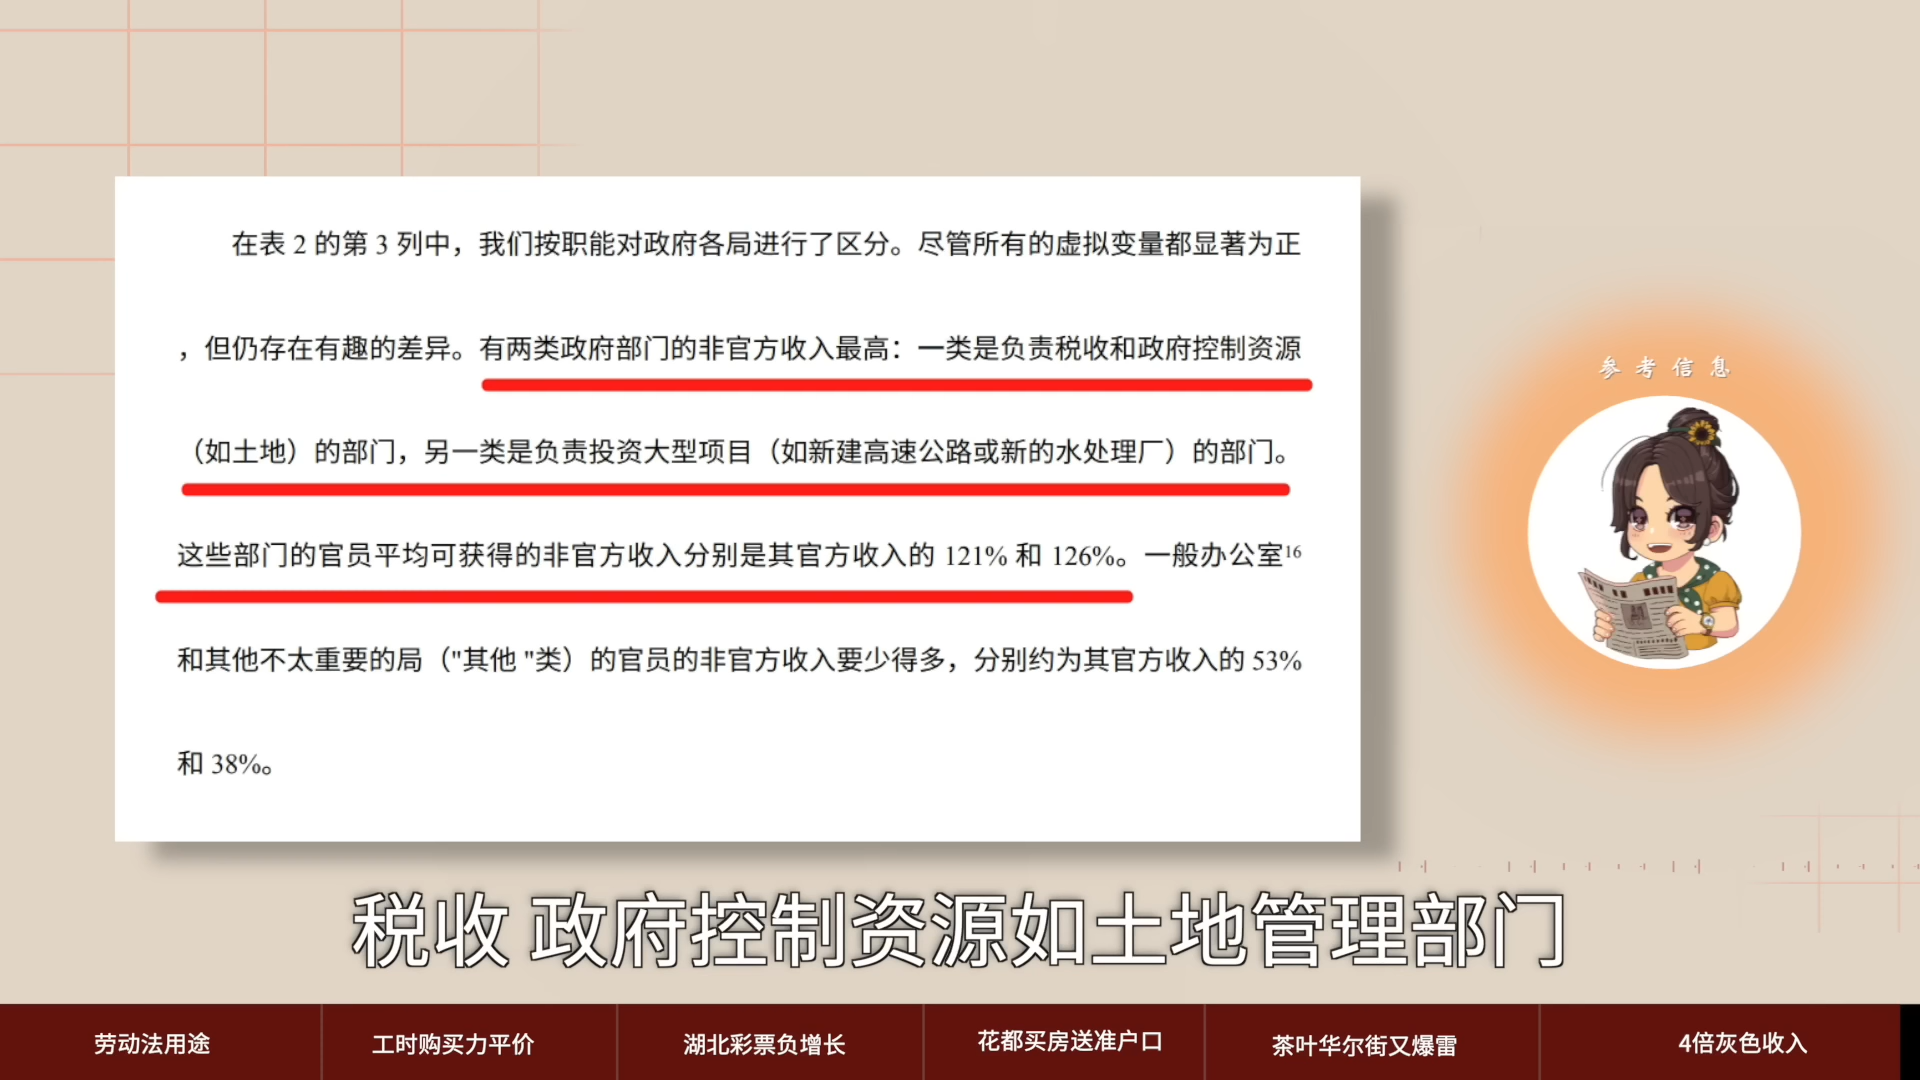 在表 2 的第 3 列中，我们按职能对政府各局进行了区分。尽管所有的虚拟变量都显著为正
，但仍存在有趣的差异。有两类政府部门的非官方收入最高：一类是负责税收和政府控制资源
（如土地）的部门，另一类是负责投资大型项目（如新建高速公路或新的水处理厂）的部门。
这些部门的官员平均可获得的非官方收入分别是其官方收入的 121% 和 126%。一般办公室16
和其他不太重要的局（"其他 "类）的官员的非官方收入要少得多，分别约为其官方收入的 53%
和 38%。
参考信息
税收 政府控制资源如土地管理部门
劳动法用途
工时购买力平价
湖北彩票负增长
花都买房送准户口
茶叶华尔街又爆雷
4倍灰色收入